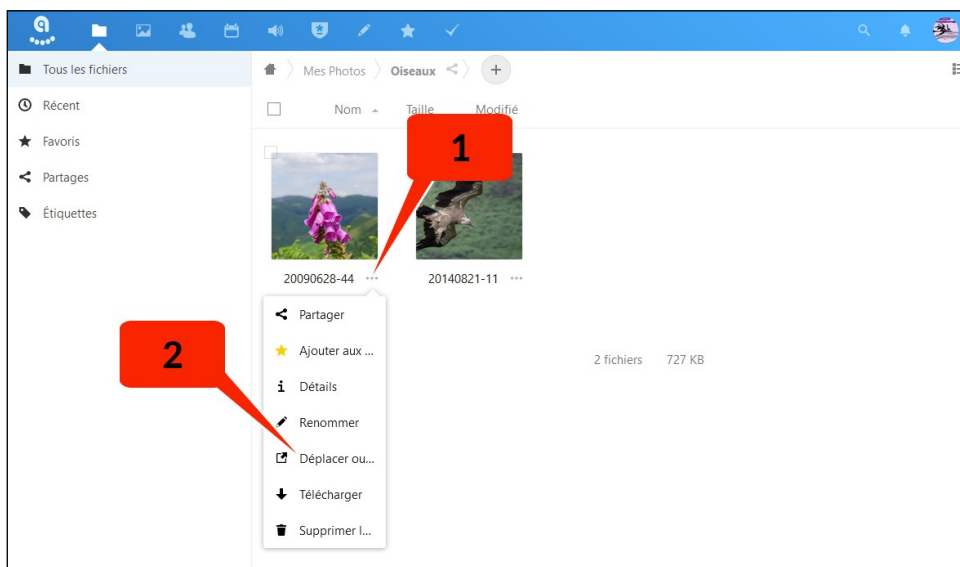 Tous les fichiers
Récent
Favoris
Partages
Étiquettes
Mes Photos Oiseaux +
Nom Taille Modifié
1
20090628-44 ... 20140821-11 ...
Partager
Ajouter aux ...
Détails
Renommer
Déplacer ou...
Télécharger
Supprimer l...
2
2 fichiers 727 KB